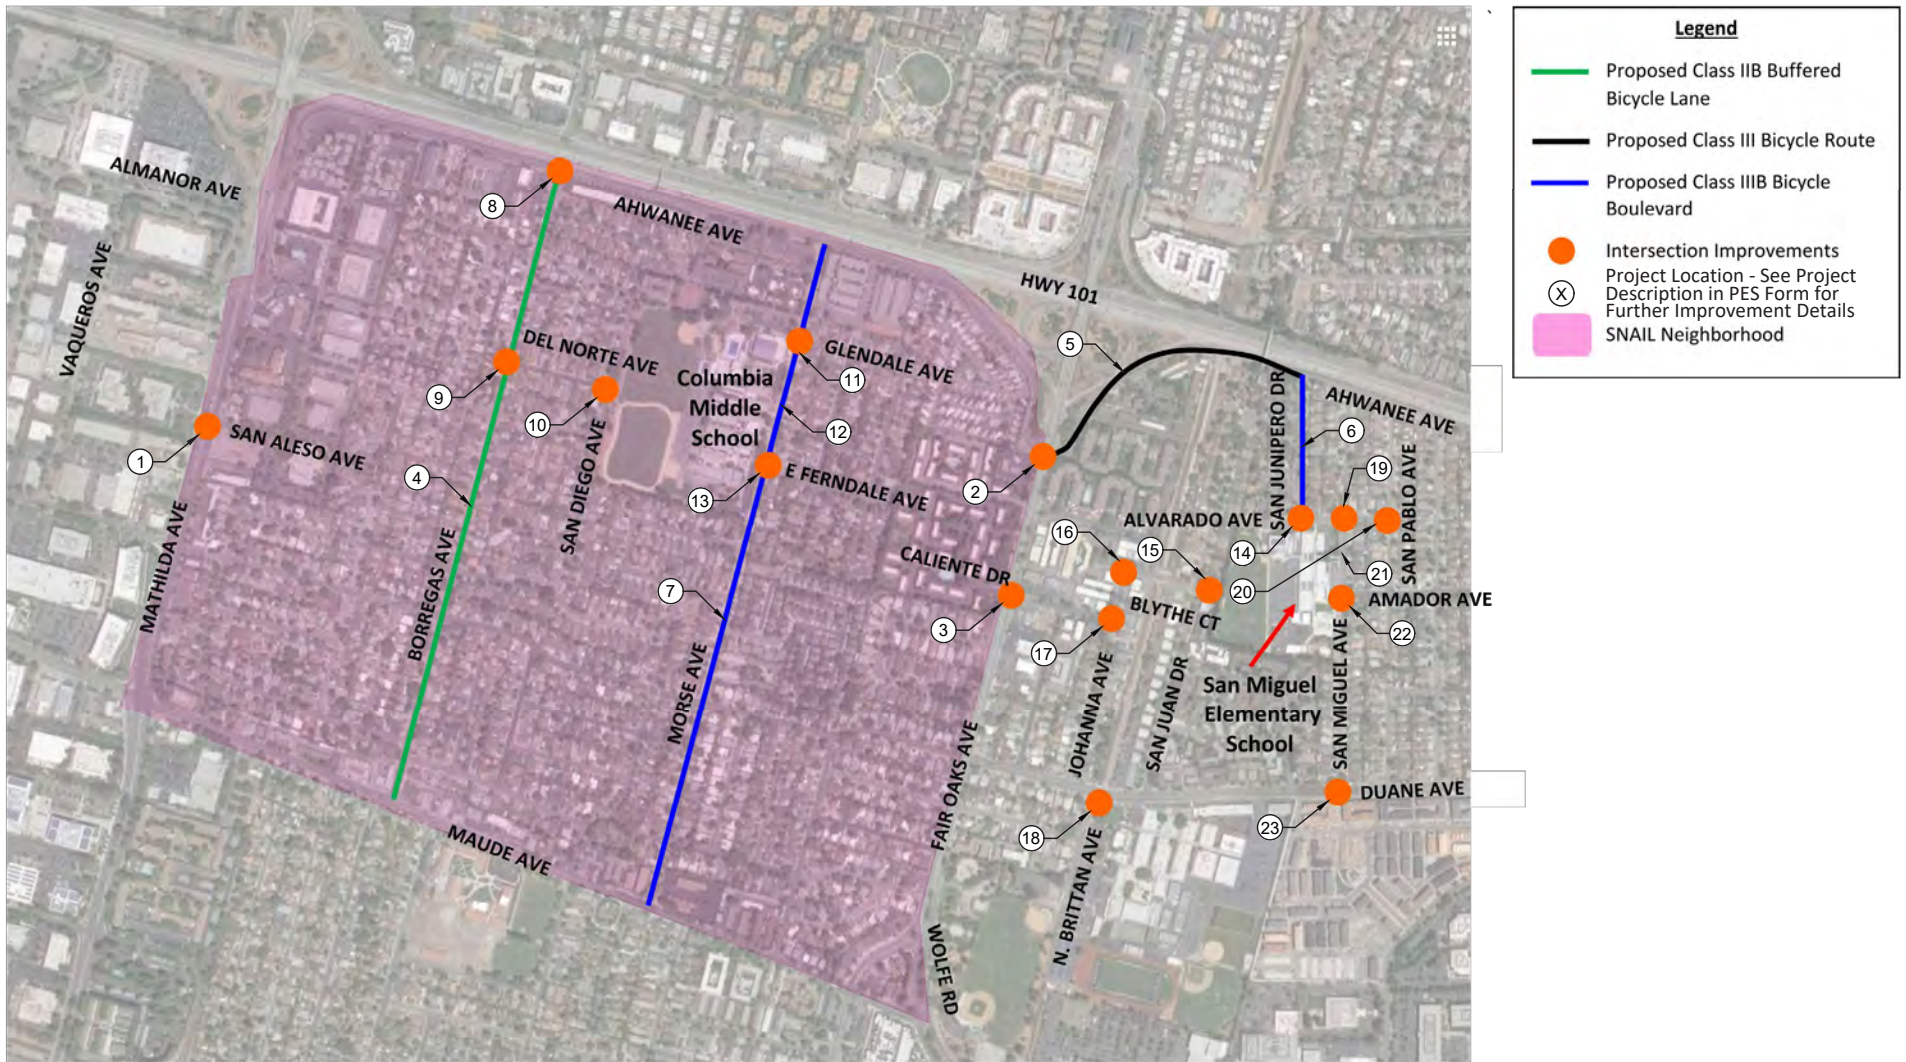 Legend
Proposed Class IIB Buffered
Bicycle Lane
Proposed Class III Bicycle Route
Proposed Class IIIB Bicycle
Boulevard
Intersection Improvements
X
Project Location - See Project
Description in PES Form for
Further Improvement Details
SNAIL Neighborhood
ALMANOR AVE
VAQUEROS AVE
8
AHWANEE AVE
HWY 101
5
DEL NORTE AVE
GLENDALE AVE
9
11
Columbia
Middle
School
10
12
SAN ALESO AVE
1
4
SAN DIEGO AVE
13
E FERNDALE AVE
2
SAN JUNIPERO DR
AHWANEE AVE
6
19
SAN PABLO AVE
ALVARADO AVE
16
15
14
21
20
MATHILDA AVE
BORREGAS AVE
7
CALIENTE DR
3
BLYTHE CT
AMADOR AVE
22
17
MORSE AVE
JOHANNA AVE
SAN JUAN DR
San Miguel
Elementary
School
SAN MIGUEL AVE
FAIR OAKS AVE
DUANE AVE
18
23
MAUDE AVE
N. BRITTAN AVE
WOLFE RD